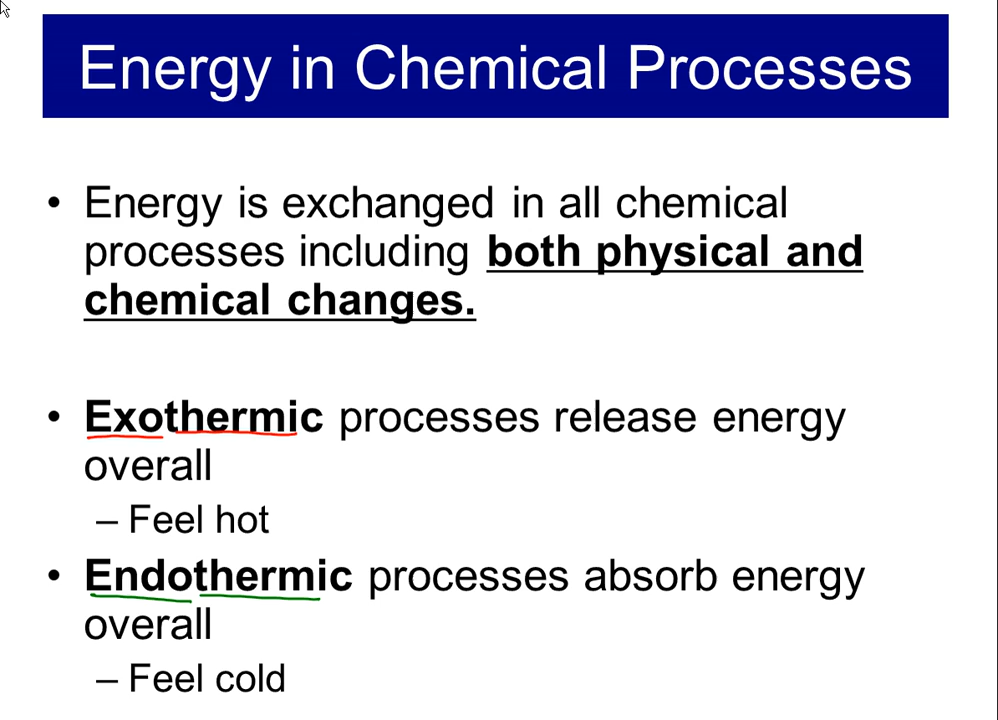 Energy in Chemical Processes
• Energy is exchanged in all chemical
processes including both physical and
chemical changes.
• Exothermic processes release energy
overall
– Feel hot
• Endothermic processes absorb energy
overall
– Feel cold